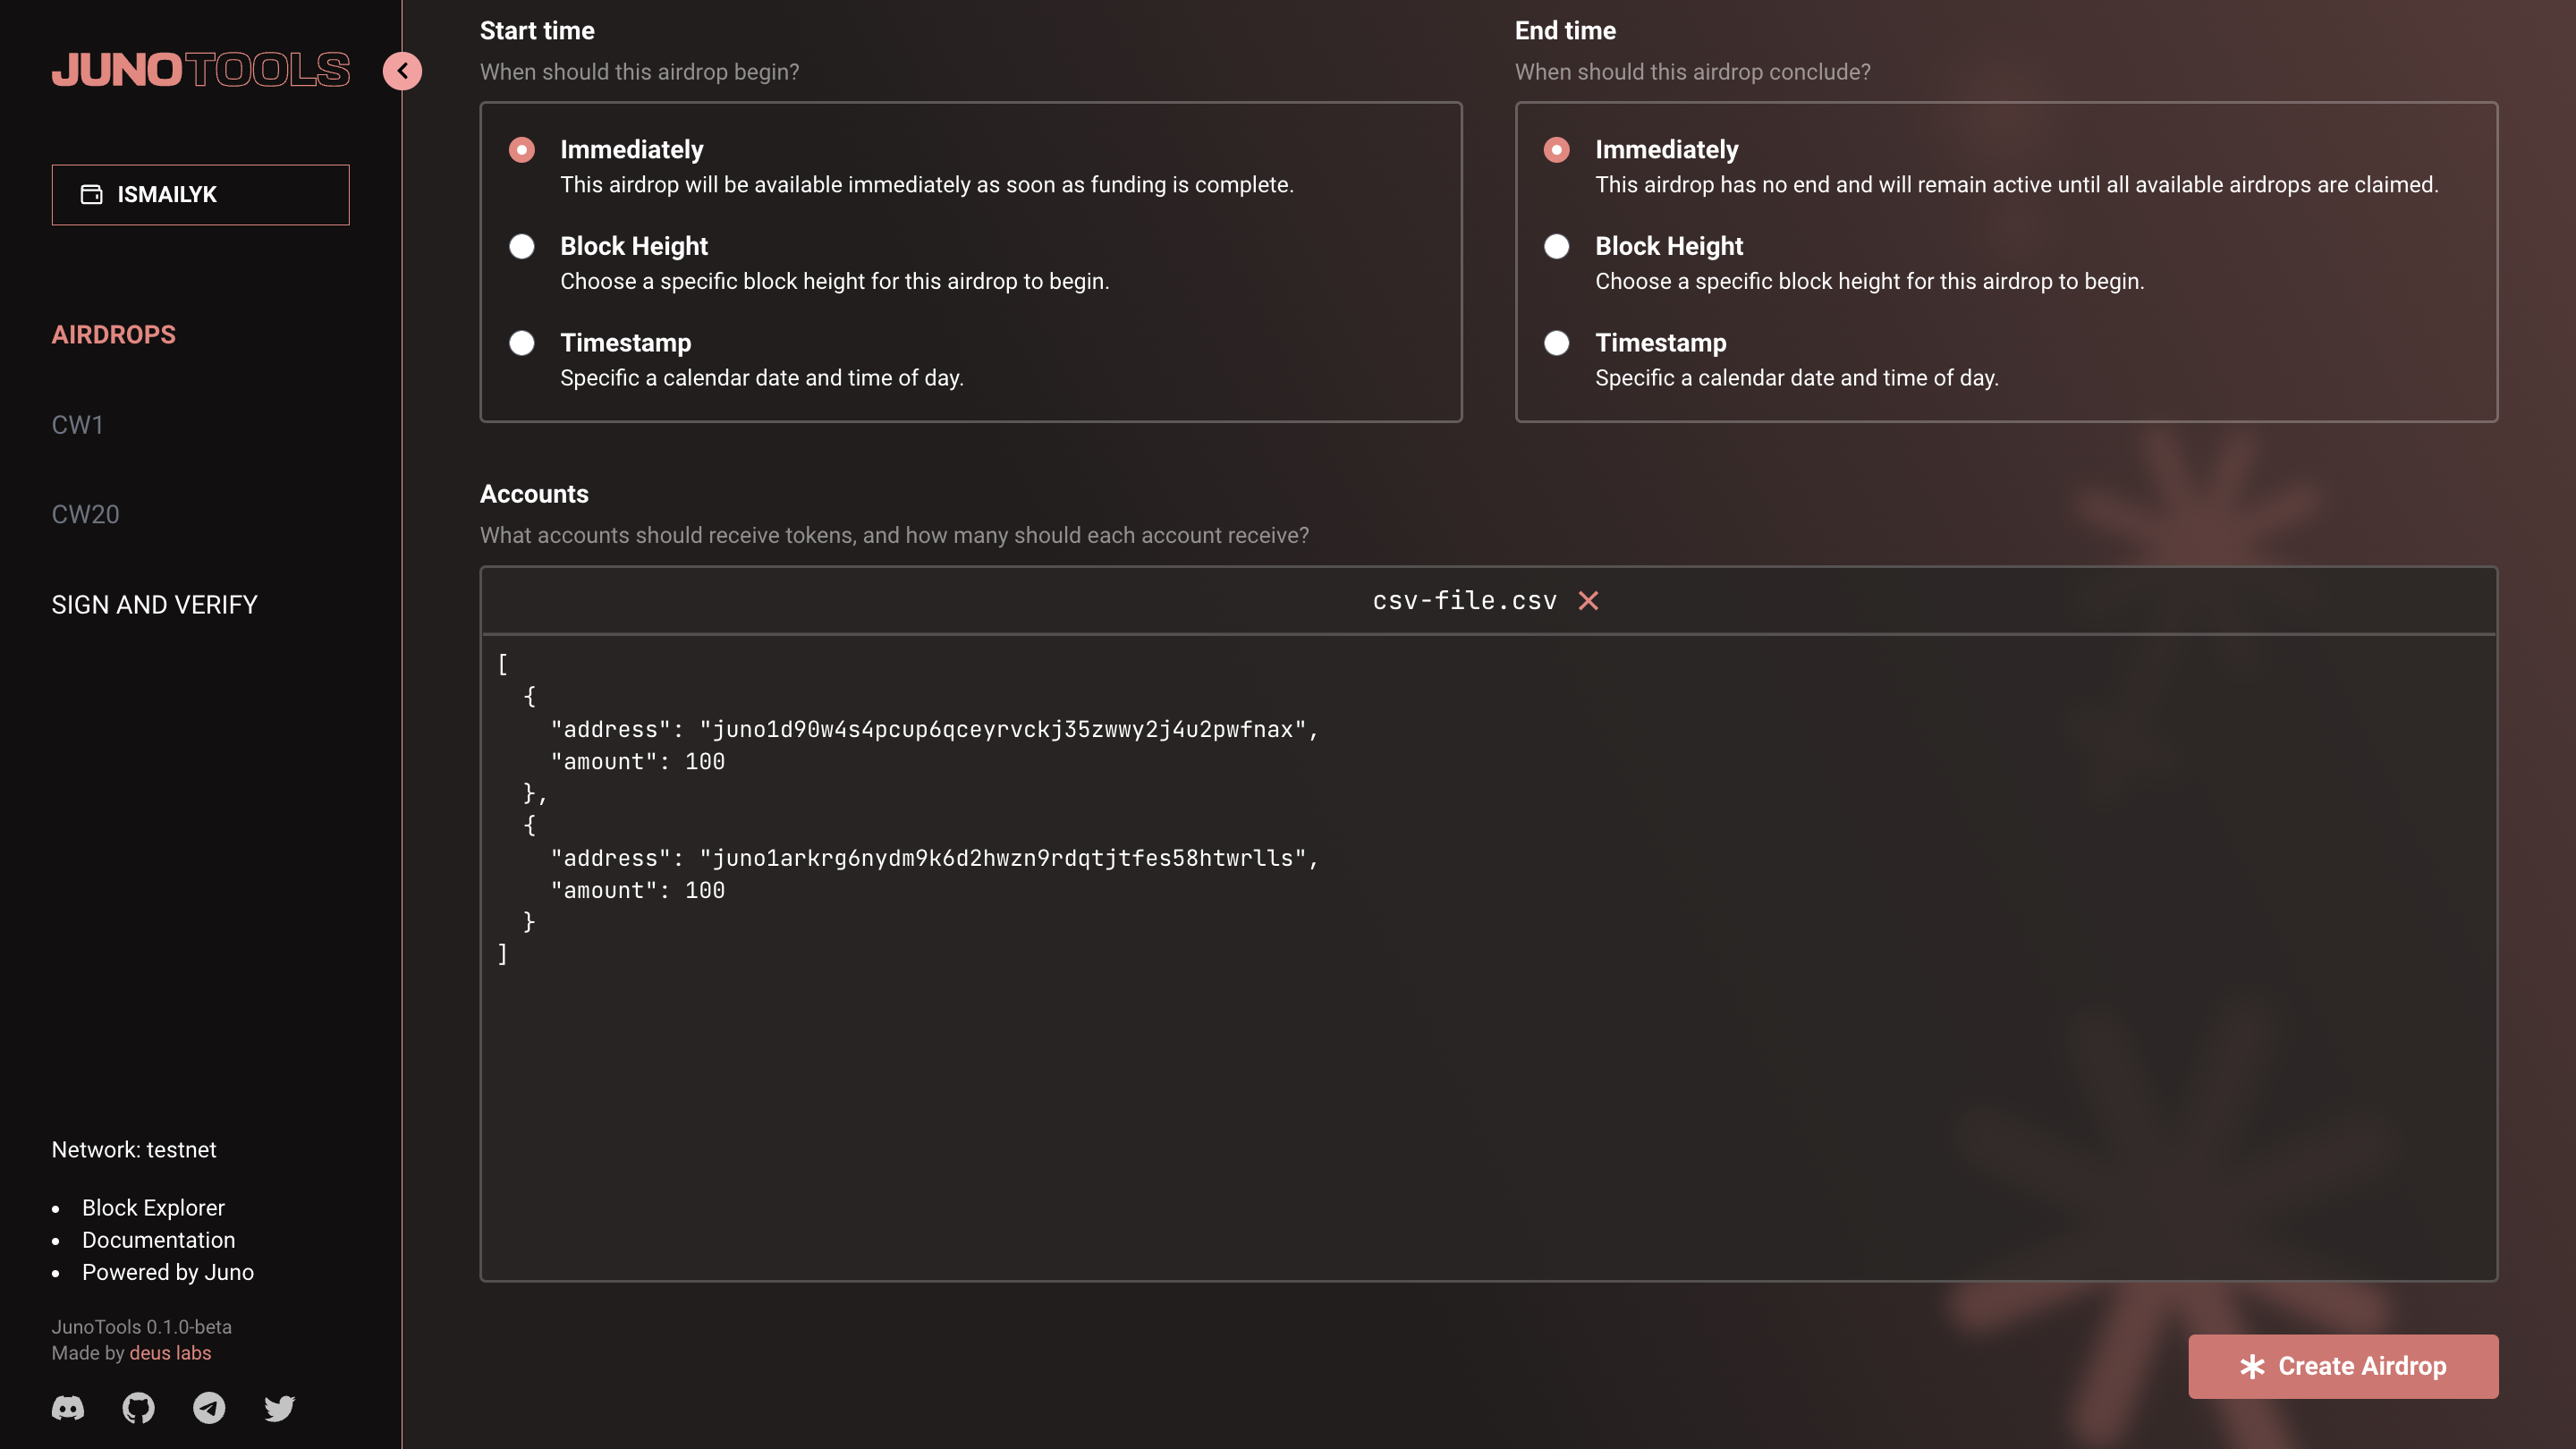 JUNOTOOLS
ISMAILYK
AIRDROPS
CW1
CW20
SIGN AND VERIFY
Network: testnet
Block Explorer
Documentation
Powered by Juno
JunoTools 0.1.0-beta
Made by deus labs
Start time
When should this airdrop begin?
Immediately
This airdrop will be available immediately as soon as funding is complete.
Block Height
Choose a specific block height for this airdrop to begin.
Timestamp
Specific a calendar date and time of day.
End time
When should this airdrop conclude?
Immediately
This airdrop has no end and will remain active until all available airdrops are claimed.
Block Height
Choose a specific block height for this airdrop to begin.
Timestamp
Specific a calendar date and time of day.
Accounts
What accounts should receive tokens, and how many should each account receive?
csv-file.csv
[
{
"address": "juno1d90w4s4pcup6qceyrvckj35zwwy2j4u2pwfnax",
"amount": 100
},
{
"address": "juno1arkrg6nydm9k6d2hwzn9rdqtjtfes58htwrlls",
"amount": 100
}
]
Create Airdrop